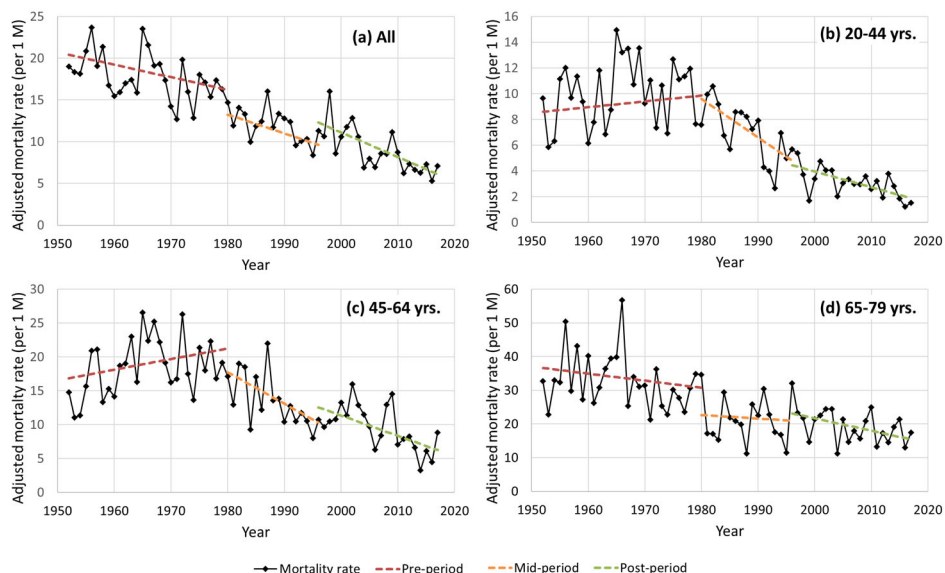 (a) All
Adjusted mortality rate (per 1 M)
25
20
15
10
5
0
1950 1960 1970 1980 1990 2000 2010 2020
Year
(b) 20-44 yrs.
Adjusted mortality rate (per 1 M)
16
14
12
10
8
6
4
2
0
1950 1960 1970 1980 1990 2000 2010 2020
Year
(c) 45-64 yrs.
Adjusted mortality rate (per 1 M)
30
25
20
15
10
5
0
1950 1960 1970 1980 1990 2000 2010 2020
Year
(d) 65-79 yrs.
Adjusted mortality rate (per 1 M)
60
50
40
30
20
10
0
1950 1960 1970 1980 1990 2000 2010 2020
Year
Mortality rate Pre-period Mid-period Post-period